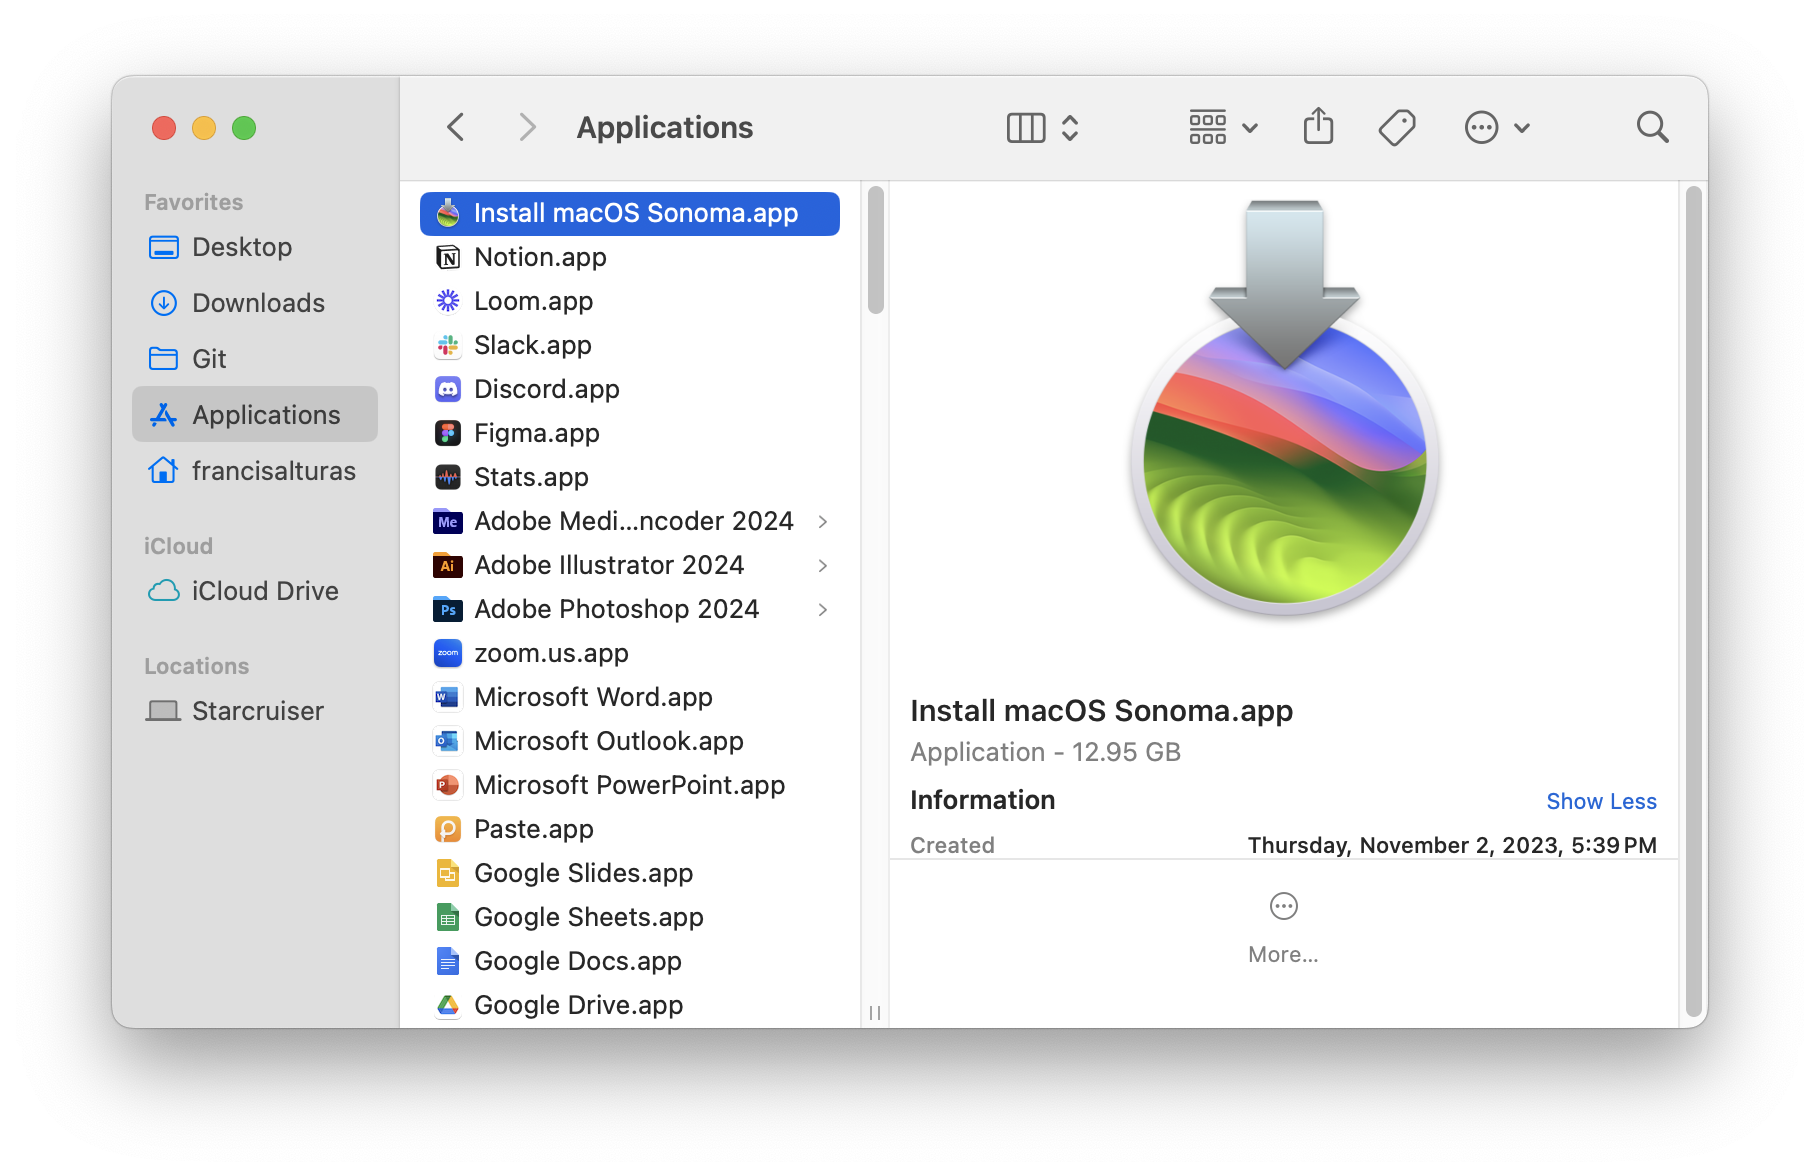 Applications
Favorites
Desktop
Downloads
Git
Applications
francisalturas
iCloud
iCloud Drive
Locations
Starcruiser
Install macOS Sonoma.app
Notion.app
Loom.app
Slack.app
Discord.app
Figma.app
Stats.app
Me Adobe Medi...ncoder 2024
Ai Adobe Illustrator 2024
Ps Adobe Photoshop 2024
zoom zoom.us.app
W Microsoft Word.app
O Microsoft Outlook.app
P Microsoft PowerPoint.app
Paste.app
Google Slides.app
Google Sheets.app
Google Docs.app
Google Drive.app
Install macOS Sonoma.app
Application - 12.95 GB
Information Show Less
Created Thursday, November 2, 2023, 5:39 PM
More...